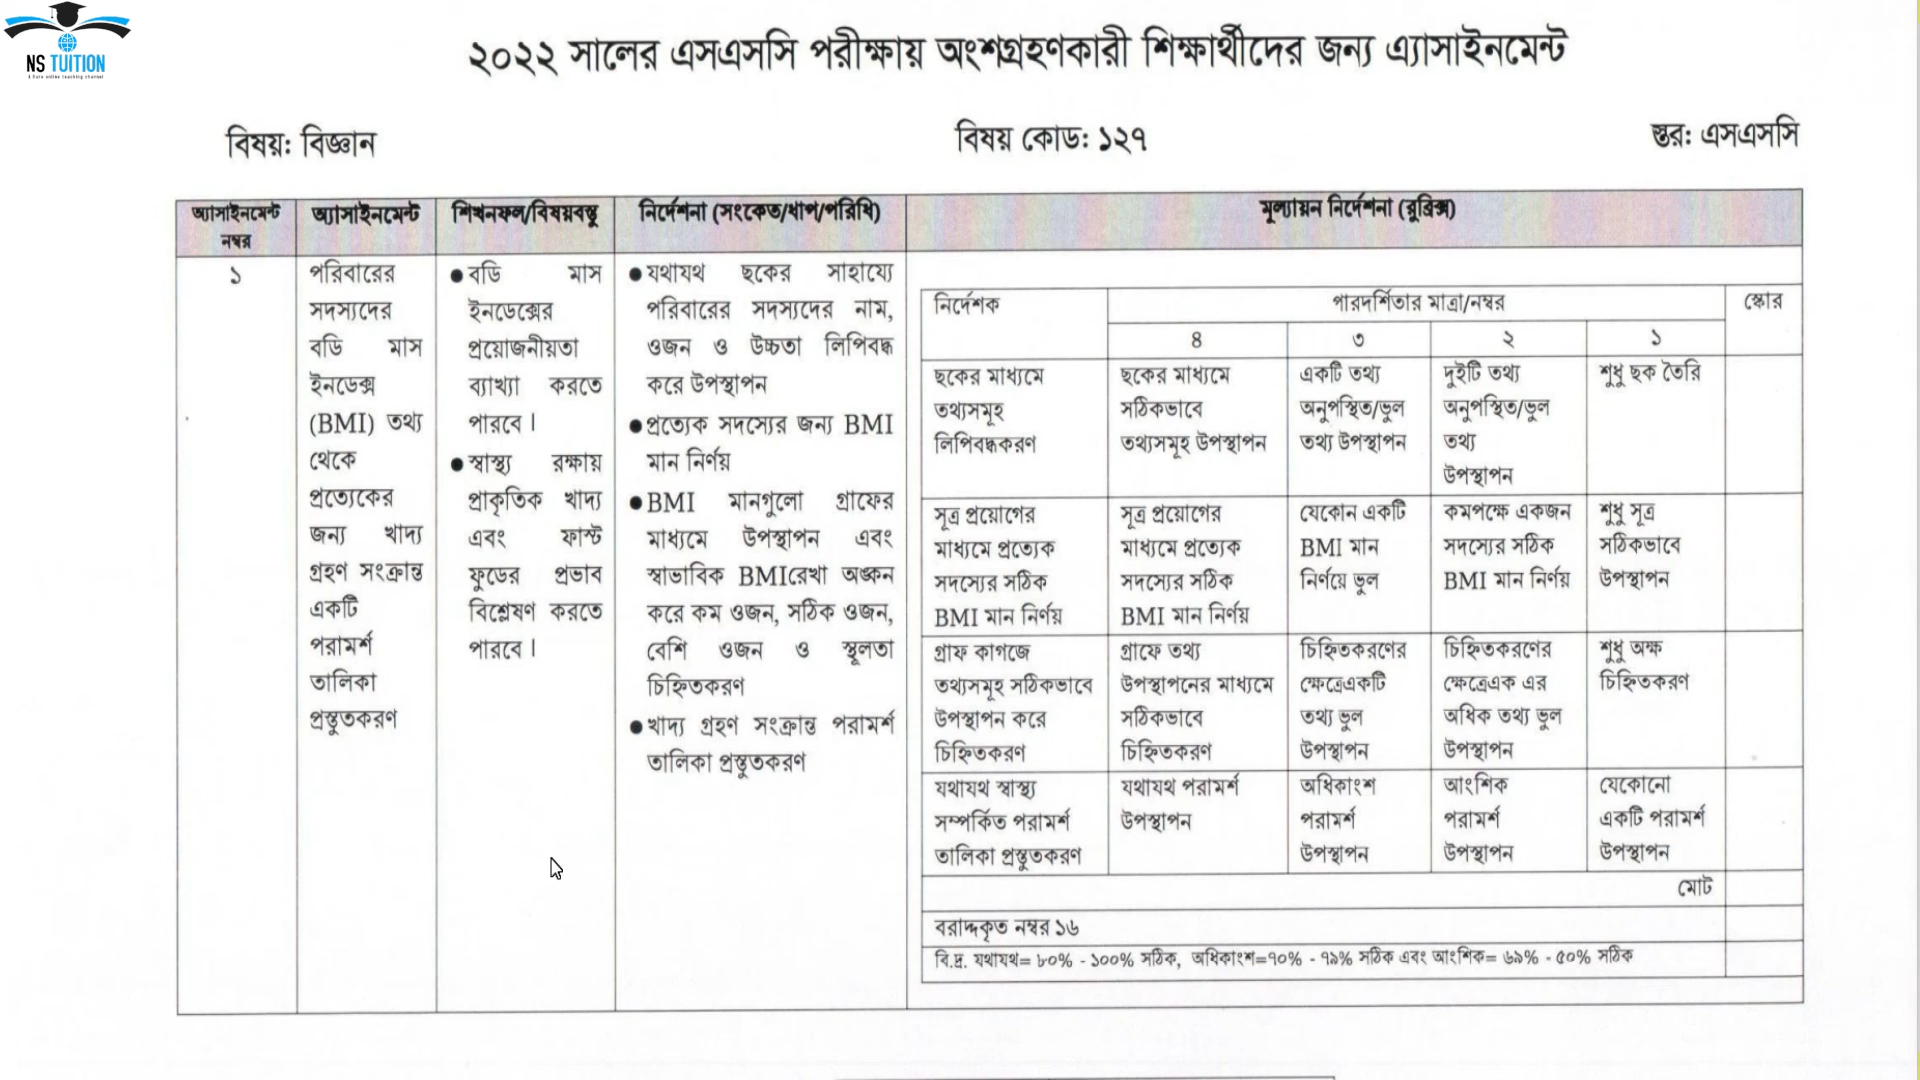 NS TUITION
২০২২ সালের এসএসসি পরীক্ষায় অংশগ্রহণকারী শিক্ষার্থীদের জন্য এ্যাসাইনমেন্ট
বিষয়: বিজ্ঞান
বিষয় কোড: ১২৭
স্তর: এসএসসি
অ্যাসাইনমেন্ট
নম্বর
অ্যাসাইনমেন্ট
শিখনফল/বিষয়বস্তু
নির্দেশনা (সংকেত/ধাপ/পরিধি)
মূল্যায়ন নির্দেশনা (রুব্রিক্স)
১
পরিবারের
সদস্যদের
বডি মাস
ইনডেক্স
(BMI) তথ্য
থেকে
প্রত্যেকের
জন্য খাদ্য
গ্রহণ সংক্রান্ত
একটি
পরামর্শ
তালিকা
প্রস্তুতকরণ
● বডি মাস
ইনডেক্সের
প্রয়োজনীয়তা
ব্যাখ্যা করতে
পারবে।
● স্বাস্থ্য রক্ষায়
প্রাকৃতিক খাদ্য
এবং ফাস্ট
ফুডের প্রভাব
বিশ্লেষণ করতে
পারবে।
● যথাযথ ছকের সাহায্যে
পরিবারের সদস্যদের নাম,
ওজন ও উচ্চতা লিপিবদ্ধ
করে উপস্থাপন
● প্রত্যেক সদস্যের জন্য BMI
মান নির্ণয়
● BMI মানগুলো গ্রাফের
মাধ্যমে উপস্থাপন এবং
স্বাভাবিক BMIরেখা অঙ্কন
করে কম ওজন, সঠিক ওজন,
বেশি ওজন ও স্থূলতা
চিহ্নিতকরণ
● খাদ্য গ্রহণ সংক্রান্ত পরামর্শ
তালিকা প্রস্তুতকরণ
নির্দেশক
পারদর্শিতার মাত্রা/নম্বর
স্কোর
৪
৩
২
১
ছকের মাধ্যমে
তথ্যসমূহ
লিপিবদ্ধকরণ
ছকের মাধ্যমে
সঠিকভাবে
তথ্যসমূহ উপস্থাপন
একটি তথ্য
অনুপস্থিত/ভুল
তথ্য উপস্থাপন
দুইটি তথ্য
অনুপস্থিত/ভুল
তথ্য
উপস্থাপন
শুধু ছক তৈরি
সূত্র প্রয়োগের
মাধ্যমে প্রত্যেক
সদস্যের সঠিক
BMI মান নির্ণয়
সূত্র প্রয়োগের
মাধ্যমে প্রত্যেক
সদস্যের সঠিক
BMI মান নির্ণয়
যেকোন একটি
BMI মান
নির্ণয়ে ভুল
কমপক্ষে একজন
সদস্যের সঠিক
BMI মান নির্ণয়
শুধু সূত্র
সঠিকভাবে
উপস্থাপন
গ্রাফ কাগজে
তথ্যসমূহ সঠিকভাবে
উপস্থাপন করে
চিহ্নিতকরণ
গ্রাফে তথ্য
উপস্থাপনের মাধ্যমে
সঠিকভাবে
চিহ্নিতকরণ
চিহ্নিতকরণের
ক্ষেত্রেএকটি
তথ্য ভুল
উপস্থাপন
চিহ্নিতকরণের
ক্ষেত্রেএক এর
অধিক তথ্য ভুল
উপস্থাপন
শুধু অক্ষ
চিহ্নিতকরণ
যথাযথ স্বাস্থ্য
সম্পর্কিত পরামর্শ
তালিকা প্রস্তুতকরণ
যথাযথ পরামর্শ
উপস্থাপন
অধিকাংশ
পরামর্শ
উপস্থাপন
আংশিক
পরামর্শ
উপস্থাপন
যেকোনো
একটি পরামর্শ
উপস্থাপন
মোট
বরাদ্দকৃত নম্বর ১৬
বি.দ্র. যথাযথ= ৮০% - ১০০% সঠিক, অধিকাংশ=৭০% - ৭৯% সঠিক এবং আংশিক= ৬৯% - ৫০% সঠিক